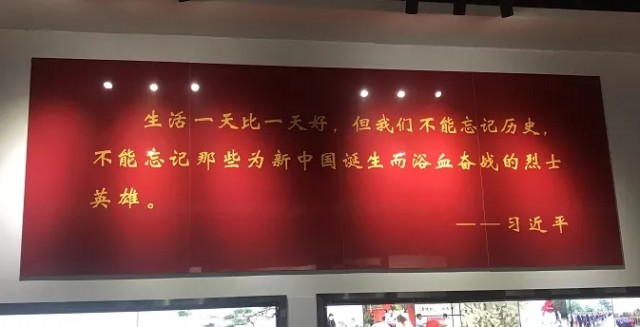 生活一天比一天好，但我们不能忘记历史，
不能忘记那些为新中国诞生而浴血奋战的烈士
英雄。
——习近平